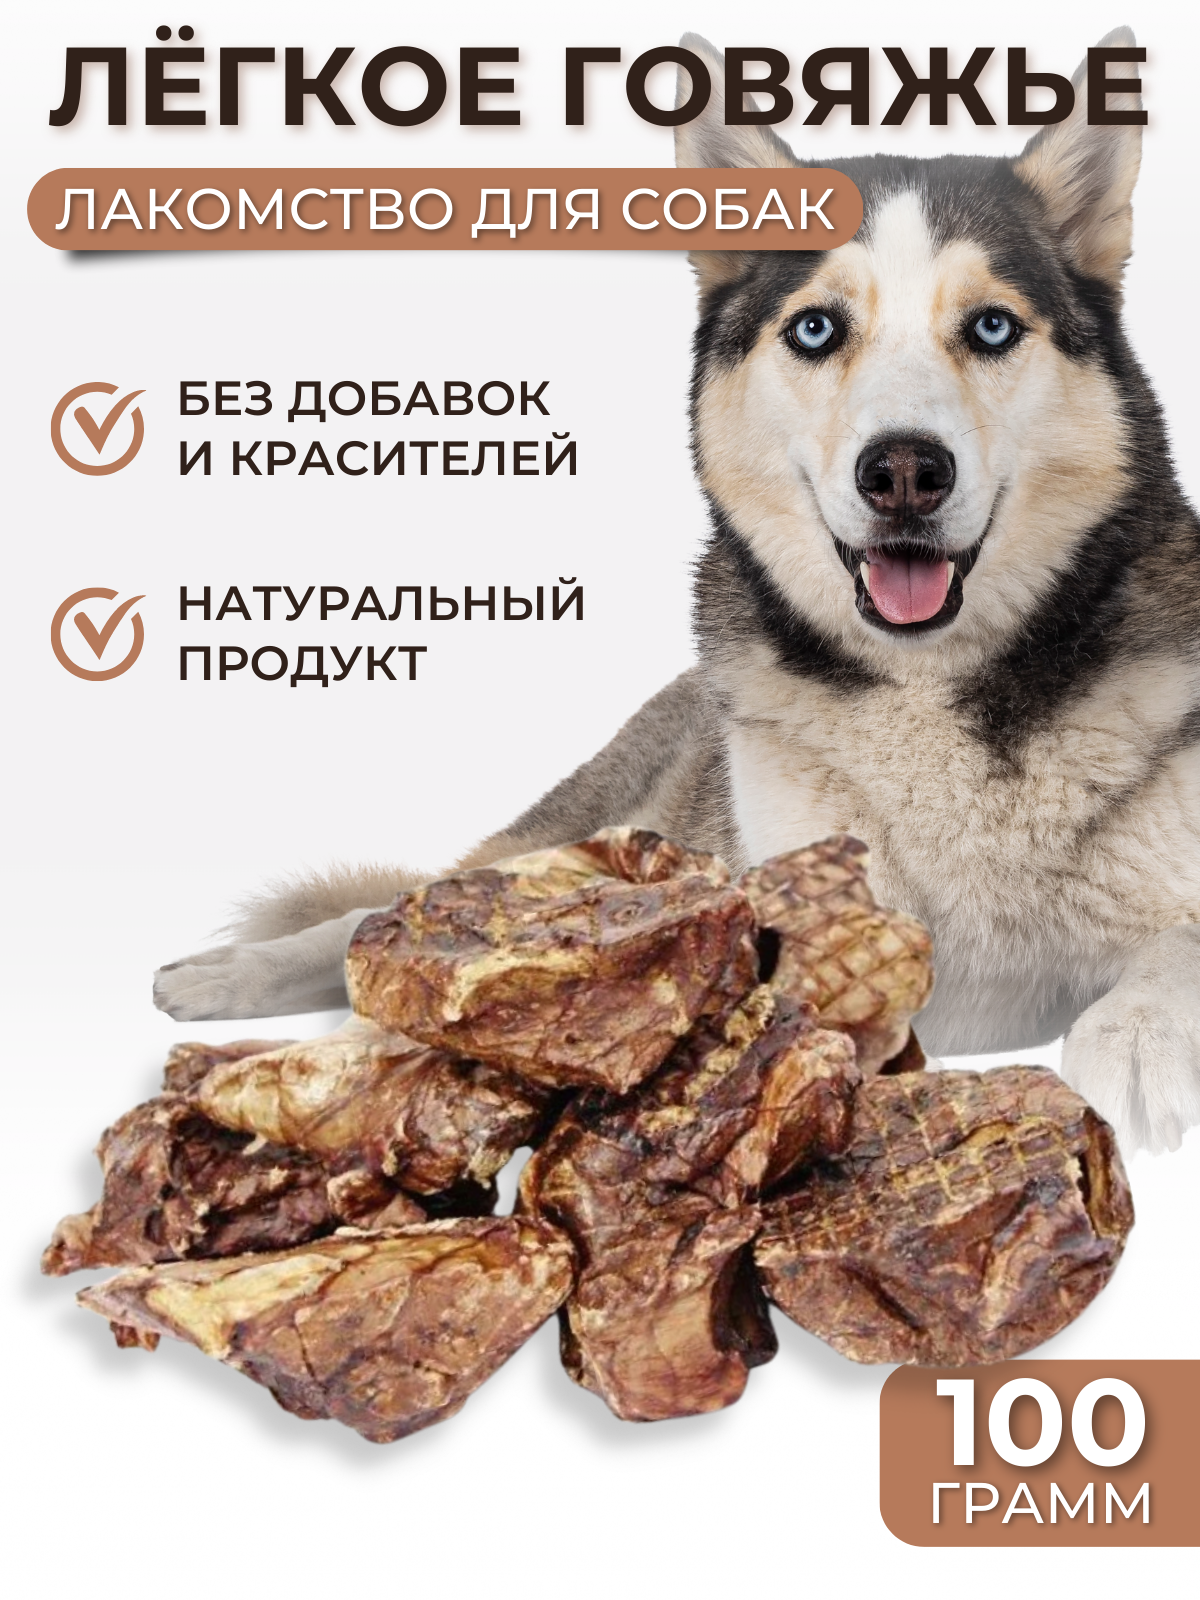 ЛЁГКОЕ ГОВЯЖЬЕ
ЛАКОМСТВО ДЛЯ СОБАК
БЕЗ ДОБАВОК
И КРАСИТЕЛЕЙ
НАТУРАЛЬНЫЙ
ПРОДУКТ
100
ГРАММ